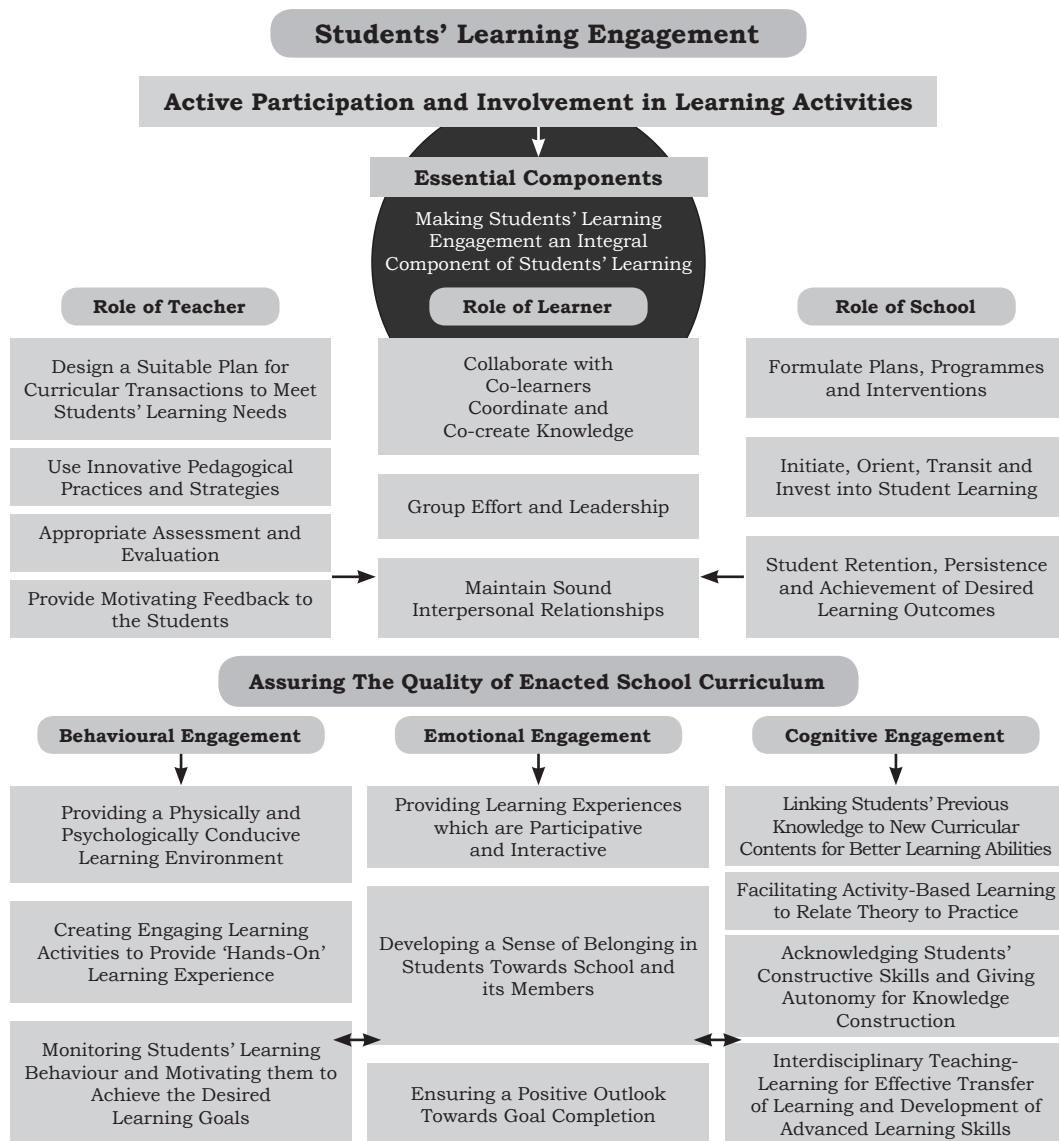 Students' Learning Engagement
Active Participation and Involvement in Learning Activities
Essential Components
Making Students' Learning
Engagement an Integral
Component of Students' Learning
Role of Teacher
Design a Suitable Plan for
Curricular Transactions to Meet
Students' Learning Needs
Use Innovative Pedagogical
Practices and Strategies
Appropriate Assessment and
Evaluation
Provide Motivating Feedback to
the Students
Role of Learner
Collaborate with
Co-learners
Coordinate and
Co-create Knowledge
Group Effort and Leadership
Maintain Sound
Interpersonal Relationships
Role of School
Formulate Plans, Programmes
and Interventions
Initiate, Orient, Transit and
Invest into Student Learning
Student Retention, Persistence
and Achievement of Desired
Learning Outcomes
Assuring The Quality of Enacted School Curriculum
Behavioural Engagement
Providing a Physically and
Psychologically Conducive
Learning Environment
Creating Engaging Learning
Activities to Provide 'Hands-On'
Learning Experience
Monitoring Students' Learning
Behaviour and Motivating them to
Achieve the Desired
Learning Goals
Emotional Engagement
Providing Learning Experiences
which are Participative
and Interactive
Developing a Sense of Belonging in
Students Towards School and
its Members
Ensuring a Positive Outlook
Towards Goal Completion
Cognitive Engagement
Linking Students' Previous
Knowledge to New Curricular
Contents for Better Learning Abilities
Facilitating Activity-Based Learning
to Relate Theory to Practice
Acknowledging Students'
Constructive Skills and Giving
Autonomy for Knowledge
Construction
Interdisciplinary Teaching-
Learning for Effective Transfer
of Learning and Development of
Advanced Learning Skills